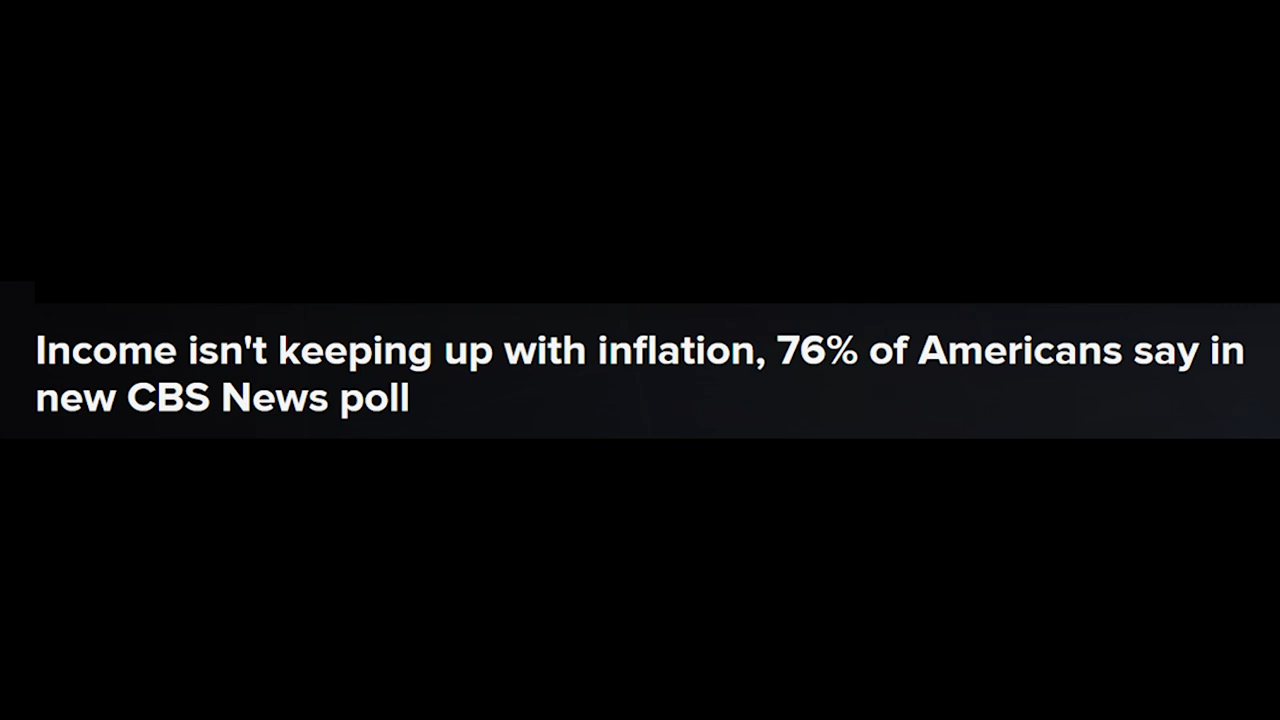 Income isn't keeping up with inflation, 76% of Americans say in
new CBS News poll